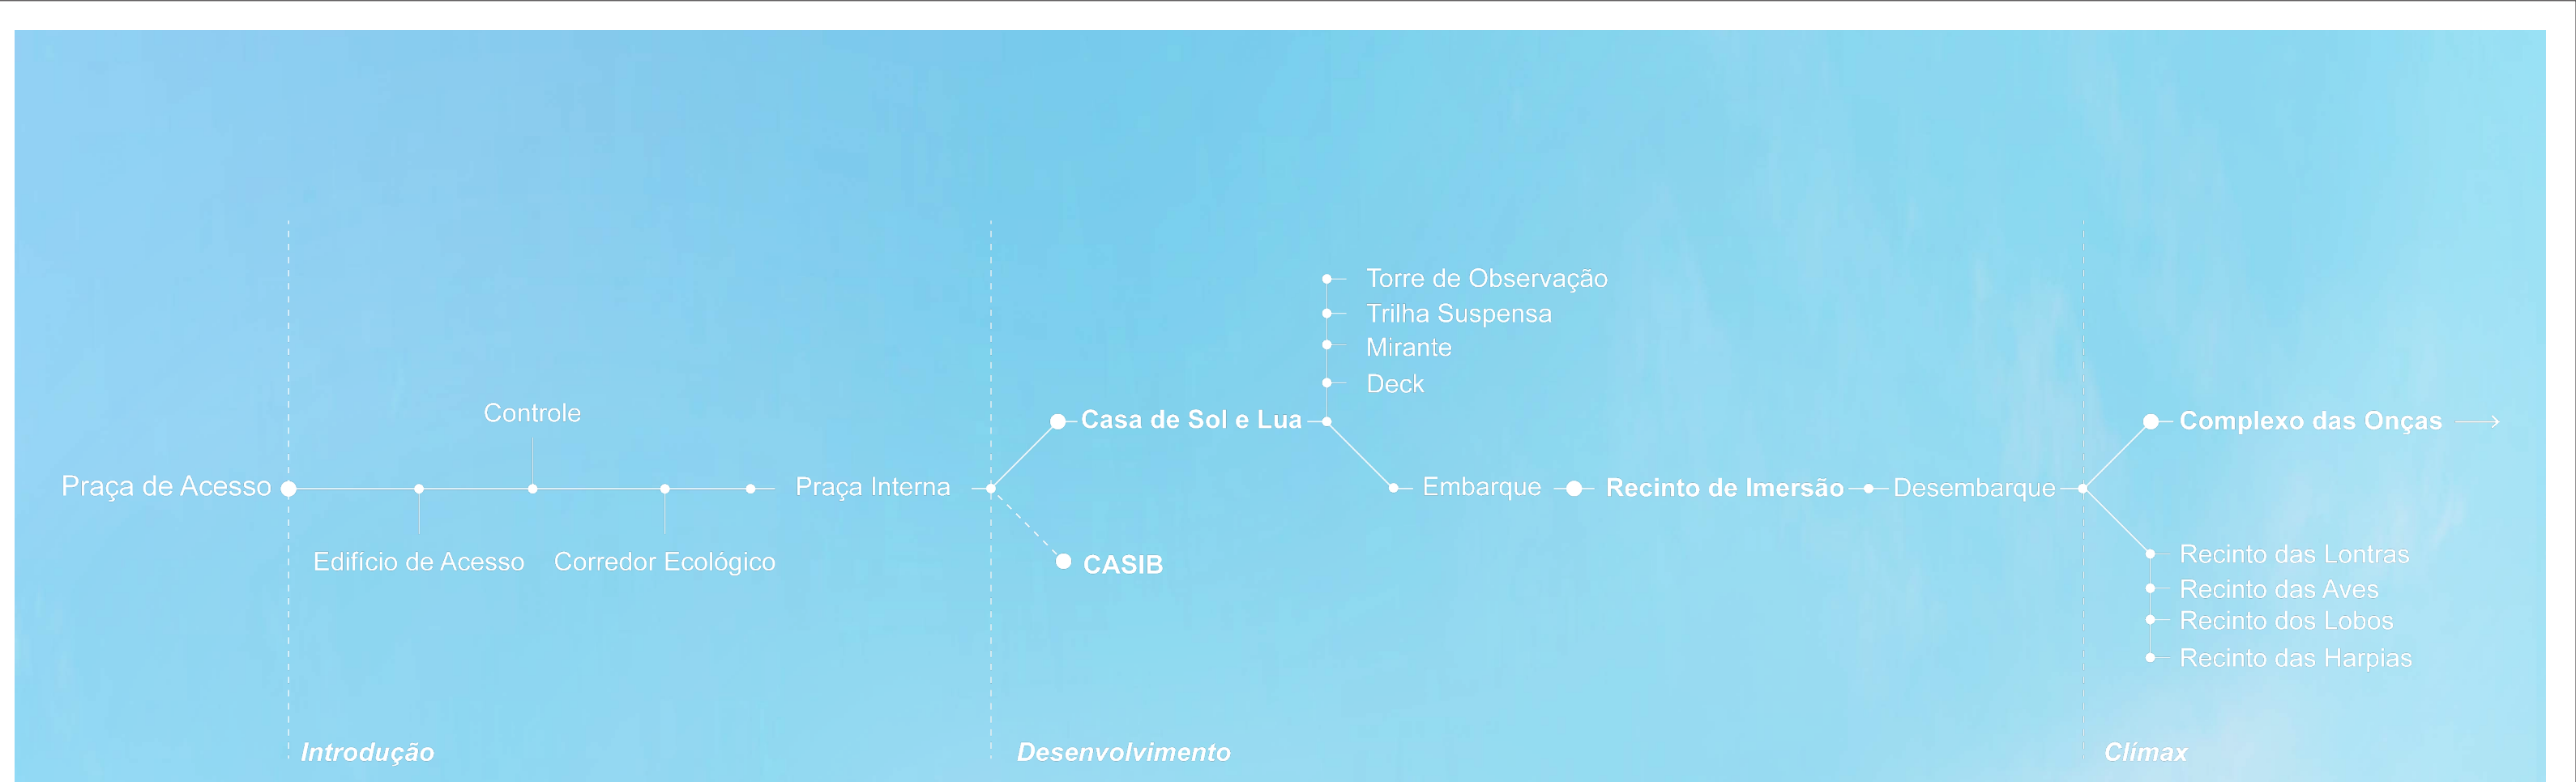 Torre de Observação
Trilha Suspensa
Mirante
Deck
Controle
Casa de Sol e Lua
Complexo das Onças
Praça de Acesso
Praça Interna
Embarque
Recinto de Imersão
Desembarque
Edifício de Acesso
Corredor Ecológico
CASIB
Recinto das Lontras
Recinto das Aves
Recinto dos Lobos
Recinto das Harpias
Introdução
Desenvolvimento
Clímax